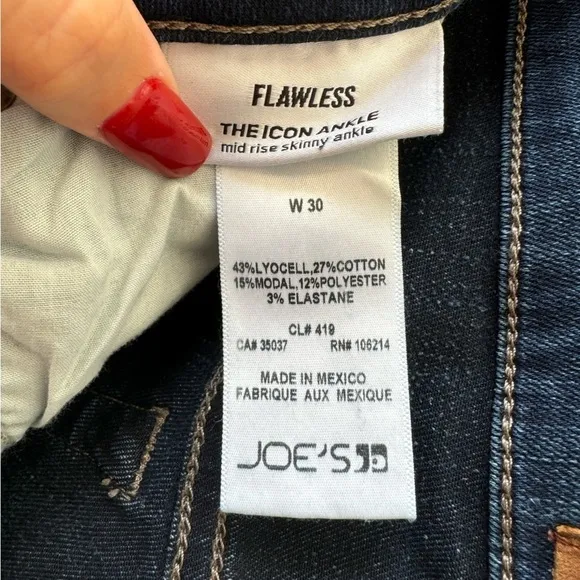 FLAWLESS
THE ICON ANKLE
mid rise skinny ankle
W 30
43%LYOCELL,27%COTTON
15%MODAL,12%POLYESTER
3% ELASTANE
CL# 419
CA# 35037 RN# 106214
MADE IN MEXICO
FABRIQUE AUX MEXIQUE
JOE'S